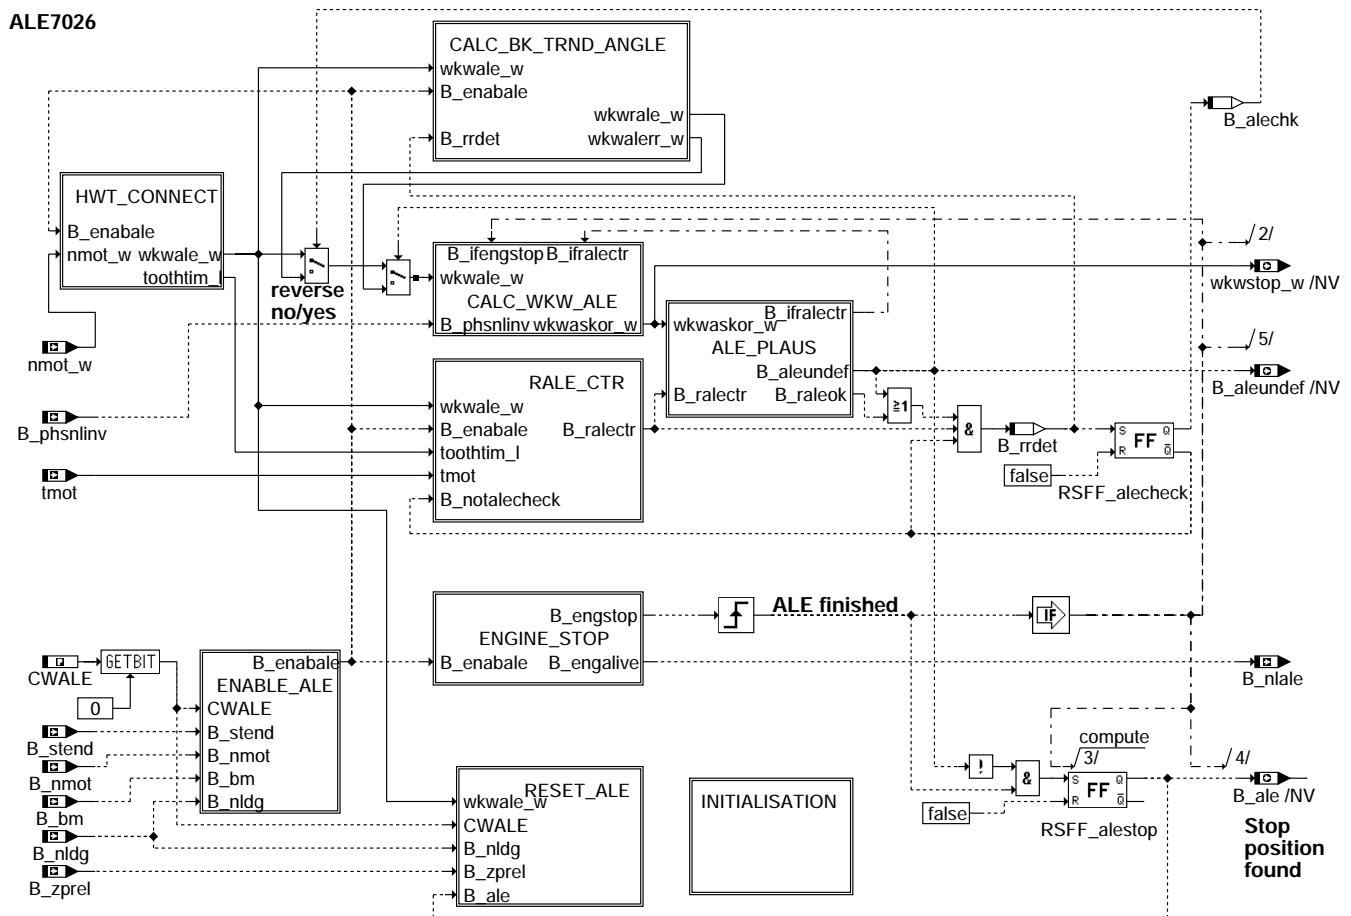 ALE7026
CALC_BK_TRND_ANGLE
wkwale_w
B_enabale
wkwrale_w
B_rrdet
wkwalerr_w
B_alechk
HWT_CONNECT
B_enabale
nmot_w
wkwale_w
toothtim_l
reverse
no/yes
B_ifengstop
B_ifralectr
wkwale_w
CALC_WKW_ALE
B_phsnlinv
wkwaskor_w
2/
wkwstop_w /NV
B_ifralectr
wkwaskor_w
ALE_PLAUS
B_aleundef
B_ralectr
B_raleok
5/
B_aleundef /NV
nmot_w
B_phsnlinv
tmot
RALE_CTR
wkwale_w
B_enabale
B_ralectr
toothtim_l
tmot
B_notalecheck
≥1
&
B_rrdet
S
Q
FF
R
Q
false
RSFF_alecheck
B_engstop
ENGINE_STOP
B_enabale
B_engalive
ALE finished
IF
B_nlale
CWALE
GETBIT
0
B_enabale
ENABLE_ALE
CWALE
B_stend
B_nmot
B_bm
B_nldg
B_stend
B_nmot
B_bm
B_nldg
B_zprel
RESET_ALE
wkwale_w
CWALE
B_nldg
B_zprel
B_ale
INITIALISATION
compute
3/
!
&
S
Q
FF
R
Q
false
RSFF_alestop
4/
B_ale /NV
Stop
position
found